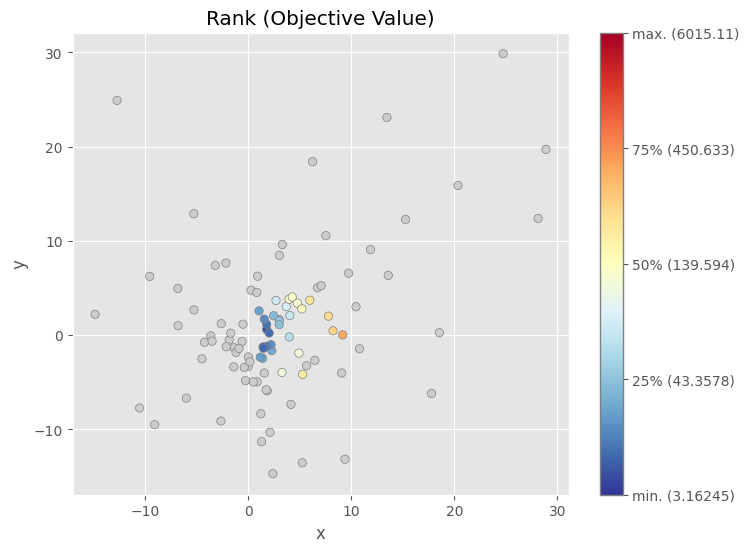 Rank (Objective Value)
30
20
10
0
−10
y
−10
0
10
20
30
x
max. (6015.11)
75% (450.633)
50% (139.594)
25% (43.3578)
min. (3.16245)